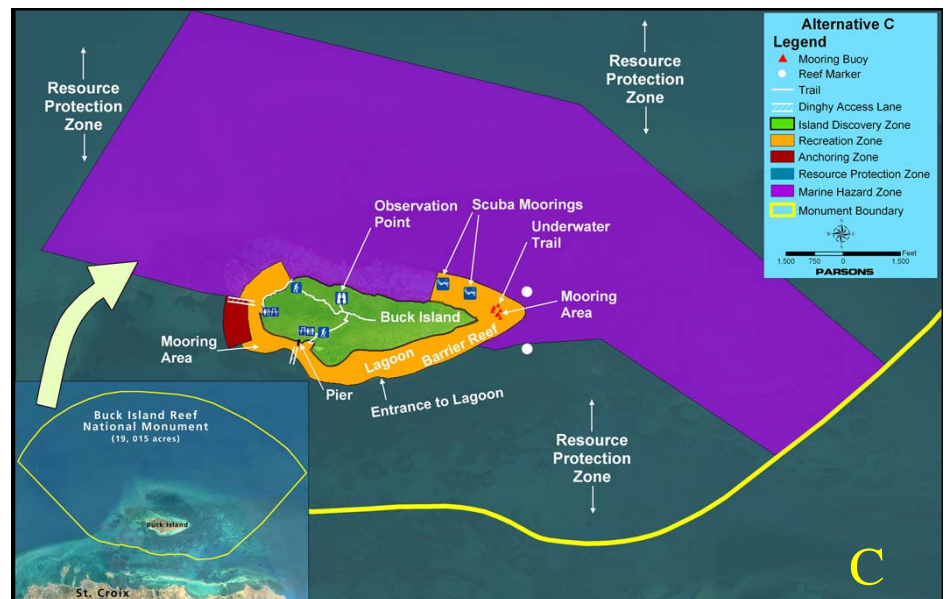 Alternative C
Legend
Mooring Buoy
Reef Marker
Trail
Dinghy Access Lane
Island Discovery Zone
Recreation Zone
Anchoring Zone
Resource Protection Zone
Marine Hazard Zone
Monument Boundary
Feet
1,500 750 0 1,500
PARSONS
Resource
Protection
Zone
Resource
Protection
Zone
Observation
Point
Scuba Moorings
Underwater
Trail
Mooring
Area
Buck Island
Lagoon Barrier Reef
Mooring
Area
Pier
Entrance to Lagoon
Resource
Protection
Zone
Buck Island Reef
National Monument
(19, 015 acres)
Buck Island
St. Croix
C